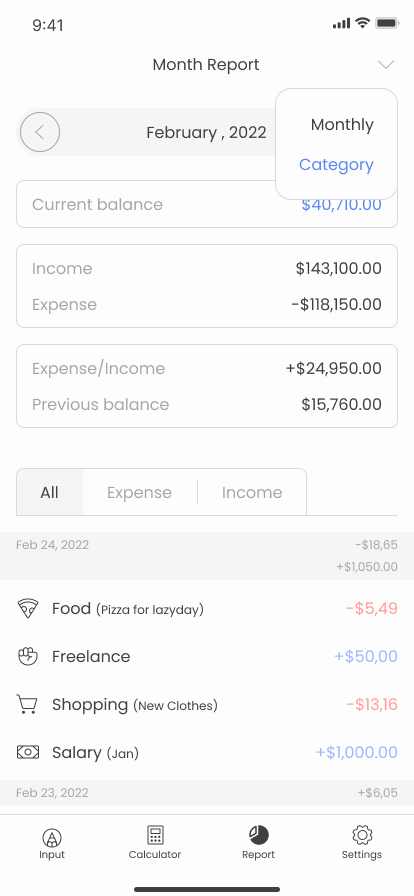 9:41
Month Report
Monthly
Category
February , 2022
Current balance $40,710.00
Income $143,100.00
Expense -$118,150.00
Expense/Income +$24,950.00
Previous balance $15,760.00
All Expense Income
Feb 24, 2022 -$18,65
+$1,050.00
Food (Pizza for lazyday) -$5,49
Freelance +$50,00
Shopping (New Clothes) -$13,16
Salary (Jan) +$1,000.00
Feb 23, 2022 +$6,05
Input Calculator Report Settings